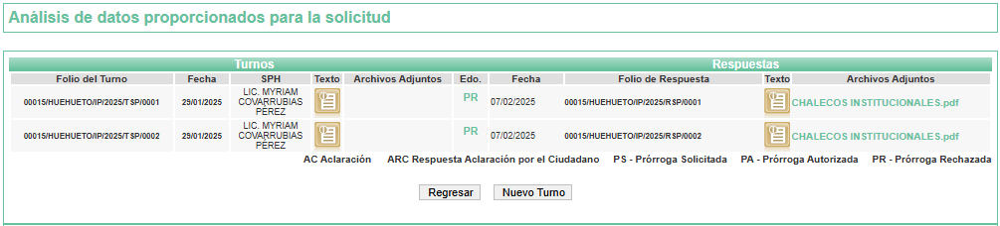 Análisis de datos proporcionados para la solicitud
Turnos Respuestas
Folio del Turno Fecha SPH Texto Archivos Adjuntos Edo. Fecha Folio de Respuesta Texto Archivos Adjuntos
00015/HUEHUETO/IP/2025/TSP/0001 29/01/2025 LIC. MYRIAM COVARRUBIAS PÉREZ PR 07/02/2025 00015/HUEHUETO/IP/2025/RSP/0001 CHALECOS INSTITUCIONALES.pdf
00015/HUEHUETO/IP/2025/TSP/0002 29/01/2025 LIC. MYRIAM COVARRUBIAS PÉREZ PR 07/02/2025 00015/HUEHUETO/IP/2025/RSP/0002 CHALECOS INSTITUCIONALES.pdf
AC Aclaración ARC Respuesta Aclaración por el Ciudadano PS - Prórroga Solicitada PA - Prórroga Autorizada PR - Prórroga Rechazada
Regresar Nuevo Turno